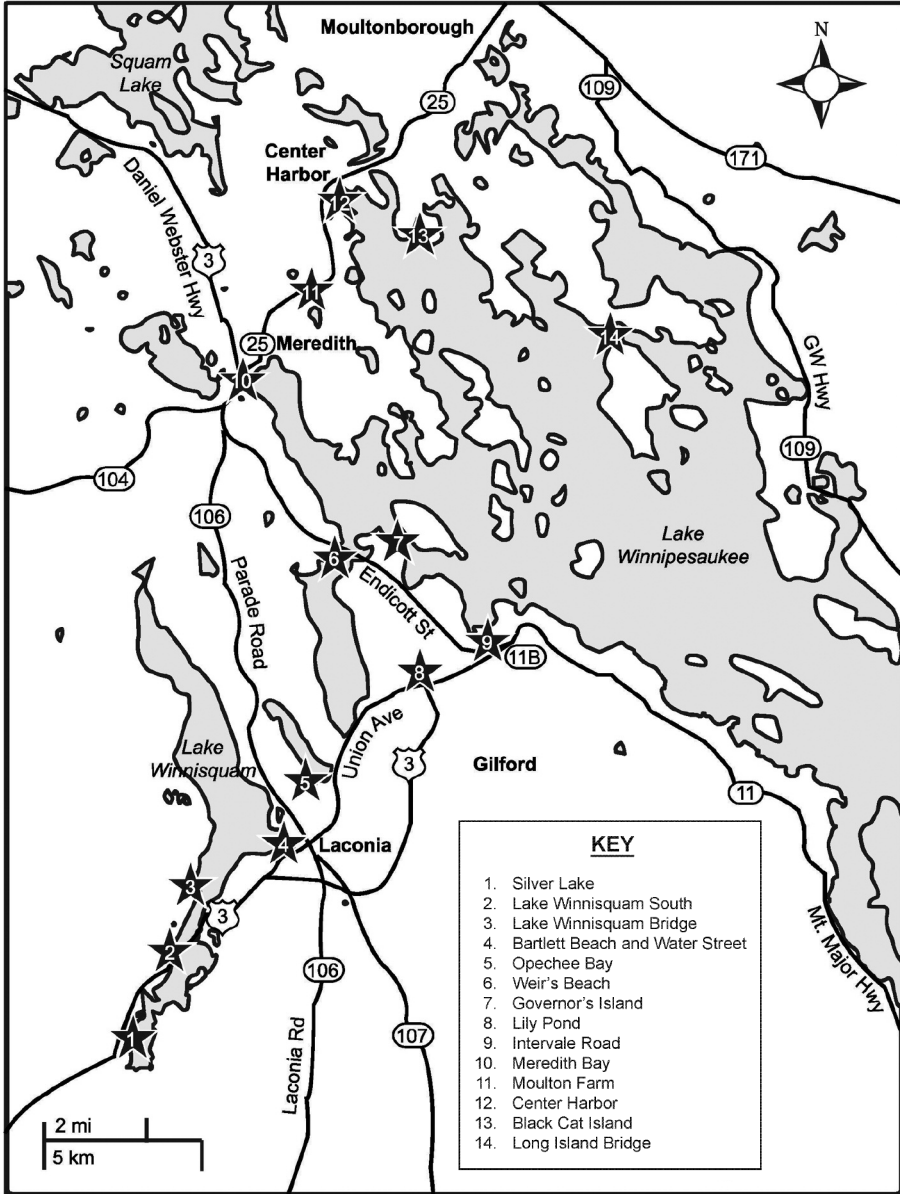 Moultonborough
N
Squam
Lake
25
109
171
Center
Harbor
Daniel Webster Hwy
12
13
3
11
14
25
Meredith
10
GW Hwy
104
109
106
Lake
Winnipesaukee
7
6
Parade Road
Endicott St
9
11B
8
Lake
Winnisquam
Union Ave
3
Gilford
5
11
4
Laconia
3
3
2
106
107
1
Laconia Rd
Mt. Major Hwy
2 mi
5 km
KEY
1. Silver Lake
2. Lake Winnisquam South
3. Lake Winnisquam Bridge
4. Bartlett Beach and Water Street
5. Opechee Bay
6. Weir's Beach
7. Governor's Island
8. Lily Pond
9. Intervale Road
10. Meredith Bay
11. Moulton Farm
12. Center Harbor
13. Black Cat Island
14. Long Island Bridge